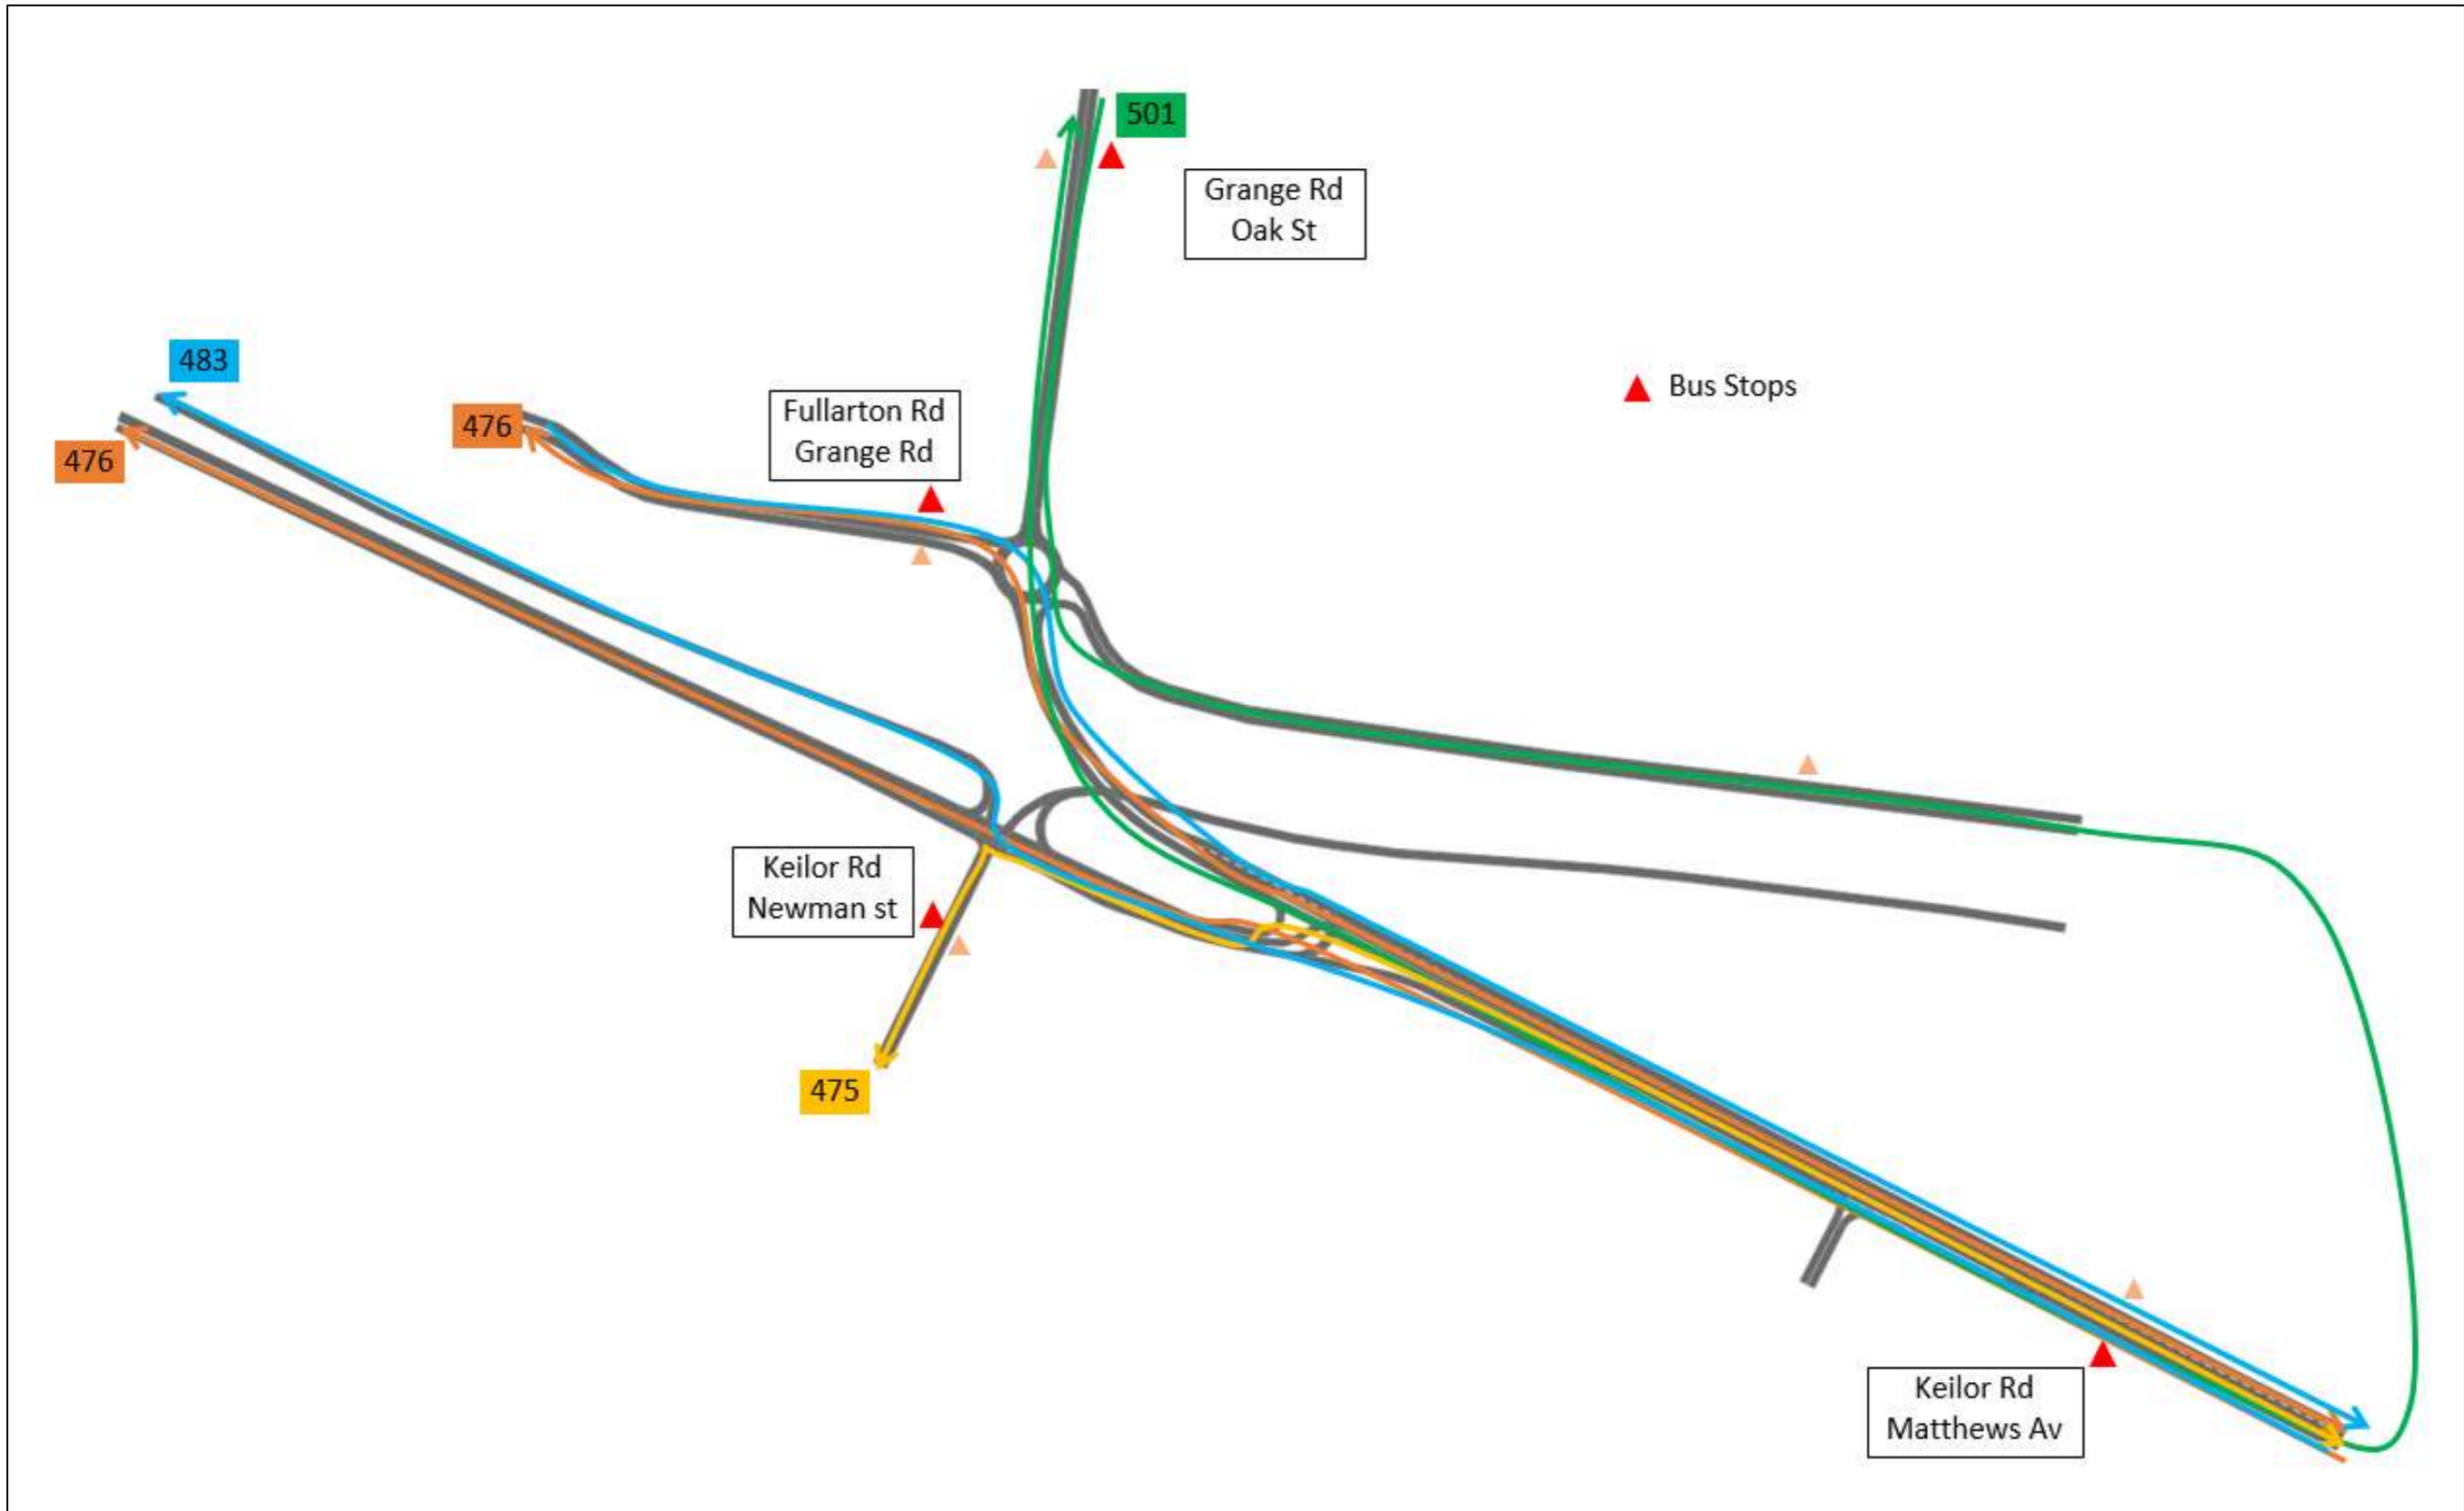 501
Grange Rd
Oak St
483
476
476
Fullarton Rd
Grange Rd
Bus Stops
Keilor Rd
Newman st
475
Keilor Rd
Matthews Av